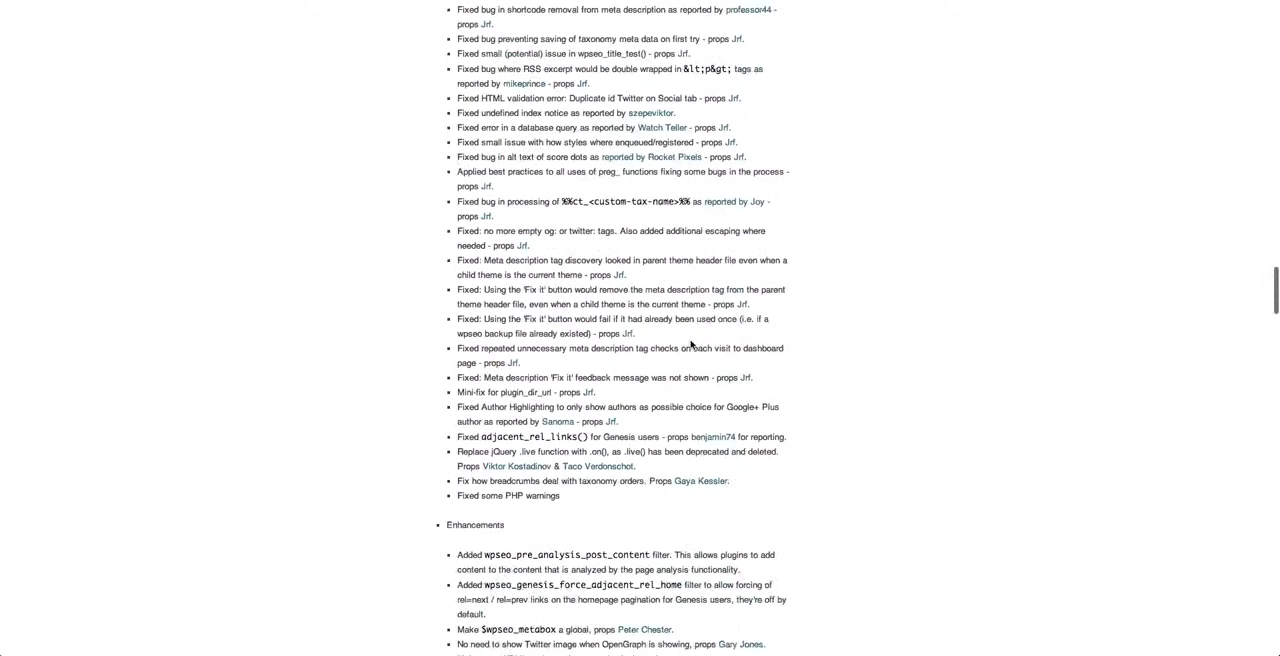 Fixed bug in shortcode removal from meta description as reported by professor44 -
props Jrf.
Fixed bug preventing saving of taxonomy meta data on first try - props Jrf.
Fixed small (potential) issue in wpseo_title_test() - props Jrf.
Fixed bug where RSS excerpt would be double wrapped in &lt;p&gt; tags as
reported by mikeprince - props Jrf.
Fixed HTML validation error: Duplicate id Twitter on Social tab - props Jrf.
Fixed undefined index notice as reported by szepeviktor.
Fixed error in a database query as reported by Watch Teller - props Jrf.
Fixed small issue with how styles where enqueued/registered - props Jrf.
Fixed bug in alt text of score dots as reported by Rocket Pixels - props Jrf.
Applied best practices to all uses of preg_ functions fixing some bugs in the process -
props Jrf.
Fixed bug in processing of %%ct_<custom-tax-name>%% as reported by Joy -
props Jrf.
Fixed: no more empty og: or twitter: tags. Also added additional escaping where
needed - props Jrf.
Fixed: Meta description tag discovery looked in parent theme header file even when a
child theme is the current theme - props Jrf.
Fixed: Using the 'Fix it' button would remove the meta description tag from the parent
theme header file, even when a child theme is the current theme - props Jrf.
Fixed: Using the 'Fix it' button would fail if it had already been used once (i.e. if a
wpseo backup file already existed) - props Jrf.
Fixed repeated unnecessary meta description tag checks on each visit to dashboard
page - props Jrf.
Fixed: Meta description 'Fix it' feedback message was not shown - props Jrf.
Mini-fix for plugin_dir_url - props Jrf.
Fixed Author Highlighting to only show authors as possible choice for Google+ Plus
author as reported by Sanoma - props Jrf.
Fixed adjacent_rel_links() for Genesis users - props benjamin74 for reporting.
Replace jQuery .live function with .on(), as .live() has been deprecated and deleted.
Props Viktor Kostadinov & Taco Verdonschot.
Fix how breadcrumbs deal with taxonomy orders. Props Gaya Kessler.
Fixed some PHP warnings
Enhancements
Added wpseo_pre_analysis_post_content filter. This allows plugins to add
content to the content that is analyzed by the page analysis functionality.
Added wpseo_genesis_force_adjacent_rel_home filter to allow forcing of
rel=next / rel=prev links on the homepage pagination for Genesis users, they're off by
default.
Make $wpseo_metabox a global, props Peter Chester.
No need to show Twitter image when OpenGraph is showing, props Gary Jones.